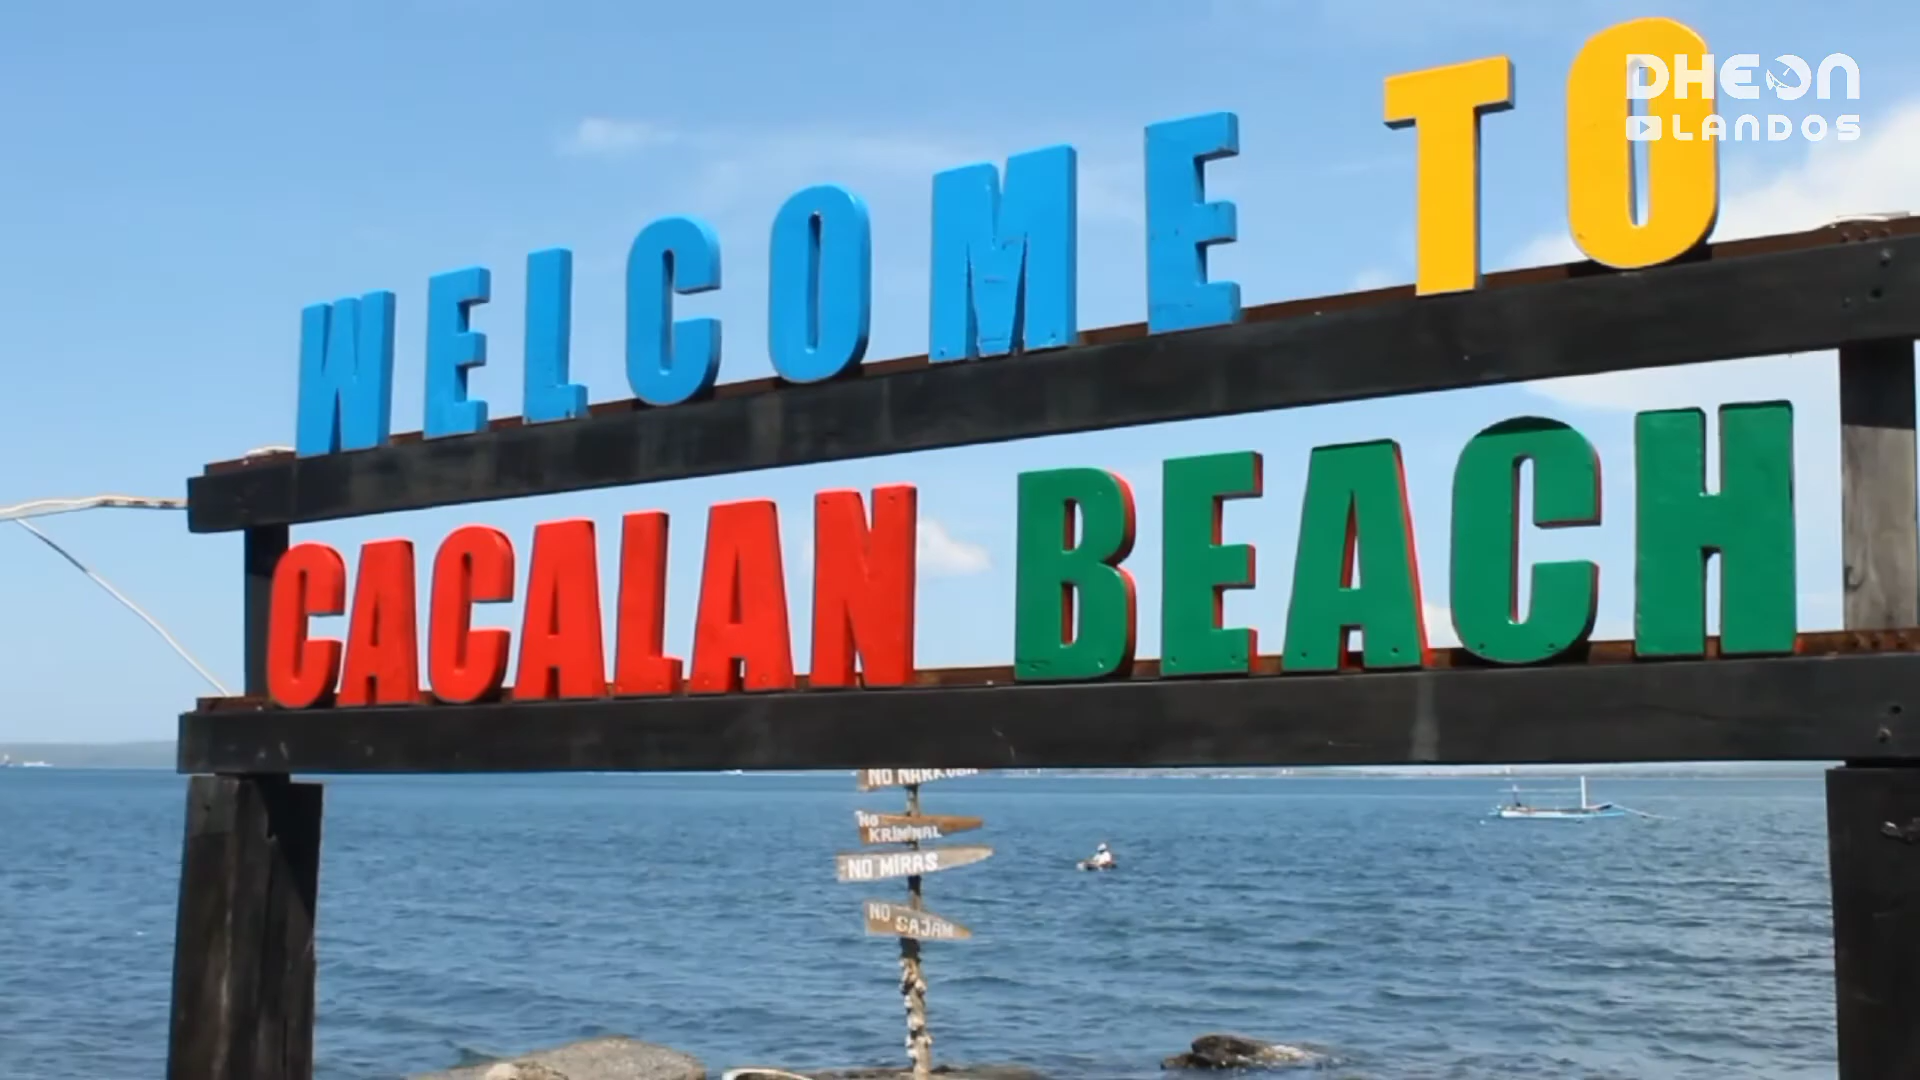 DHEON
LANDOS
WELCOME TO
CACALAN BEACH
NO NARKOBA
NO
KRIMINAL
NO MIRAS
NO SAJAM